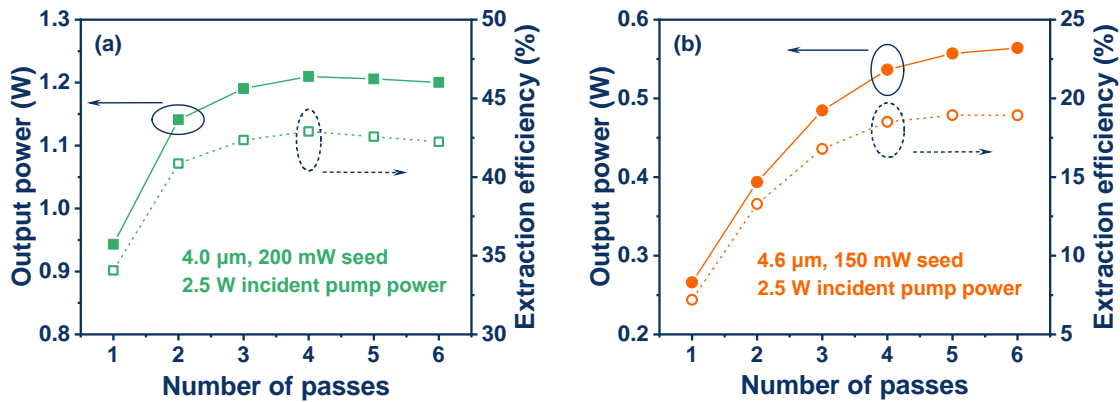 (a)
Output power (W)
1.3
1.2
1.1
1.0
0.9
0.8
50
45
40
35
30
Extraction efficiency (%)
4.0 μm, 200 mW seed
2.5 W incident pump power
1 2 3 4 5 6
Number of passes
(b)
Output power (W)
0.6
0.5
0.4
0.3
0.2
25
20
15
10
5
Extraction efficiency (%)
4.6 μm, 150 mW seed
2.5 W incident pump power
1 2 3 4 5 6
Number of passes